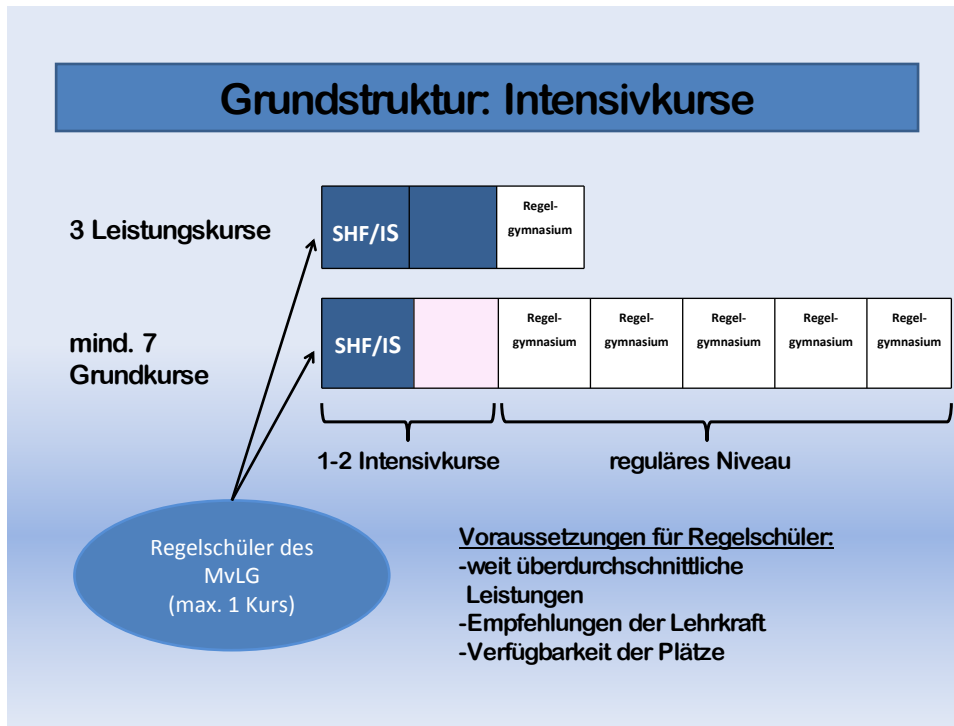 Grundstruktur: Intensivkurse
3 Leistungskurse
SHF/IS
Regel-
gymnasium
mind. 7
Grundkurse
SHF/IS
Regel-
gymnasium
Regel-
gymnasium
Regel-
gymnasium
Regel-
gymnasium
Regel-
gymnasium
1-2 Intensivkurse
reguläres Niveau
Regelschüler des
MvLG
(max. 1 Kurs)
Voraussetzungen für Regelschüler:
-weit überdurchschnittliche
Leistungen
-Empfehlungen der Lehrkraft
-Verfügbarkeit der Plätze